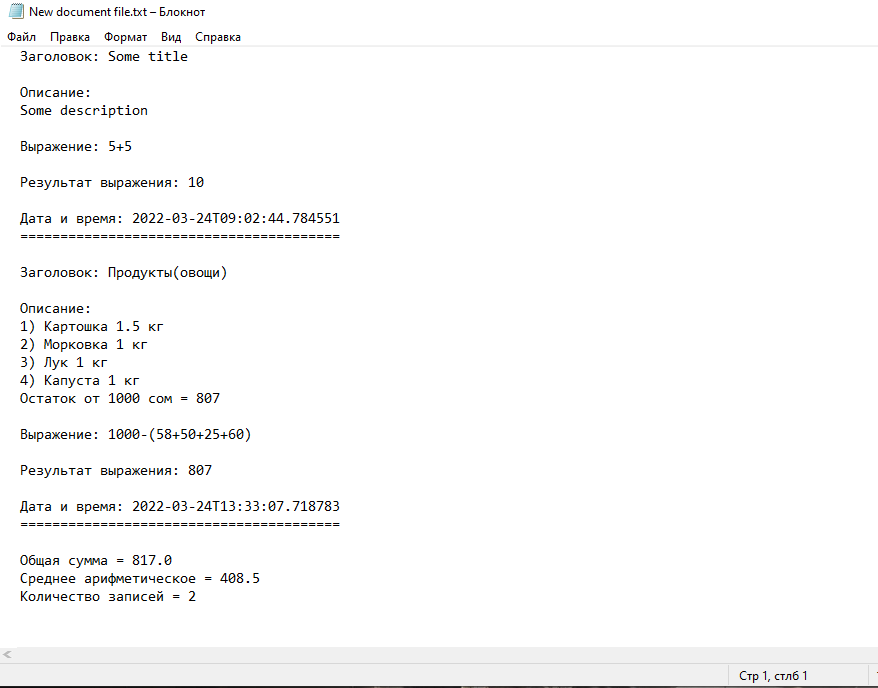 New document file.txt – Блокнот
Файл Правка Формат Вид Справка
Заголовок: Some title
Описание:
Some description
Выражение: 5+5
Результат выражения: 10
Дата и время: 2022-03-24T09:02:44.784551
========================================
Заголовок: Продукты(овощи)
Описание:
1) Картошка 1.5 кг
2) Морковка 1 кг
3) Лук 1 кг
4) Капуста 1 кг
Остаток от 1000 сом = 807
Выражение: 1000-(58+50+25+60)
Результат выражения: 807
Дата и время: 2022-03-24T13:33:07.718783
========================================
Общая сумма = 817.0
Среднее арифметическое = 408.5
Количество записей = 2
Стр 1, стлб 1